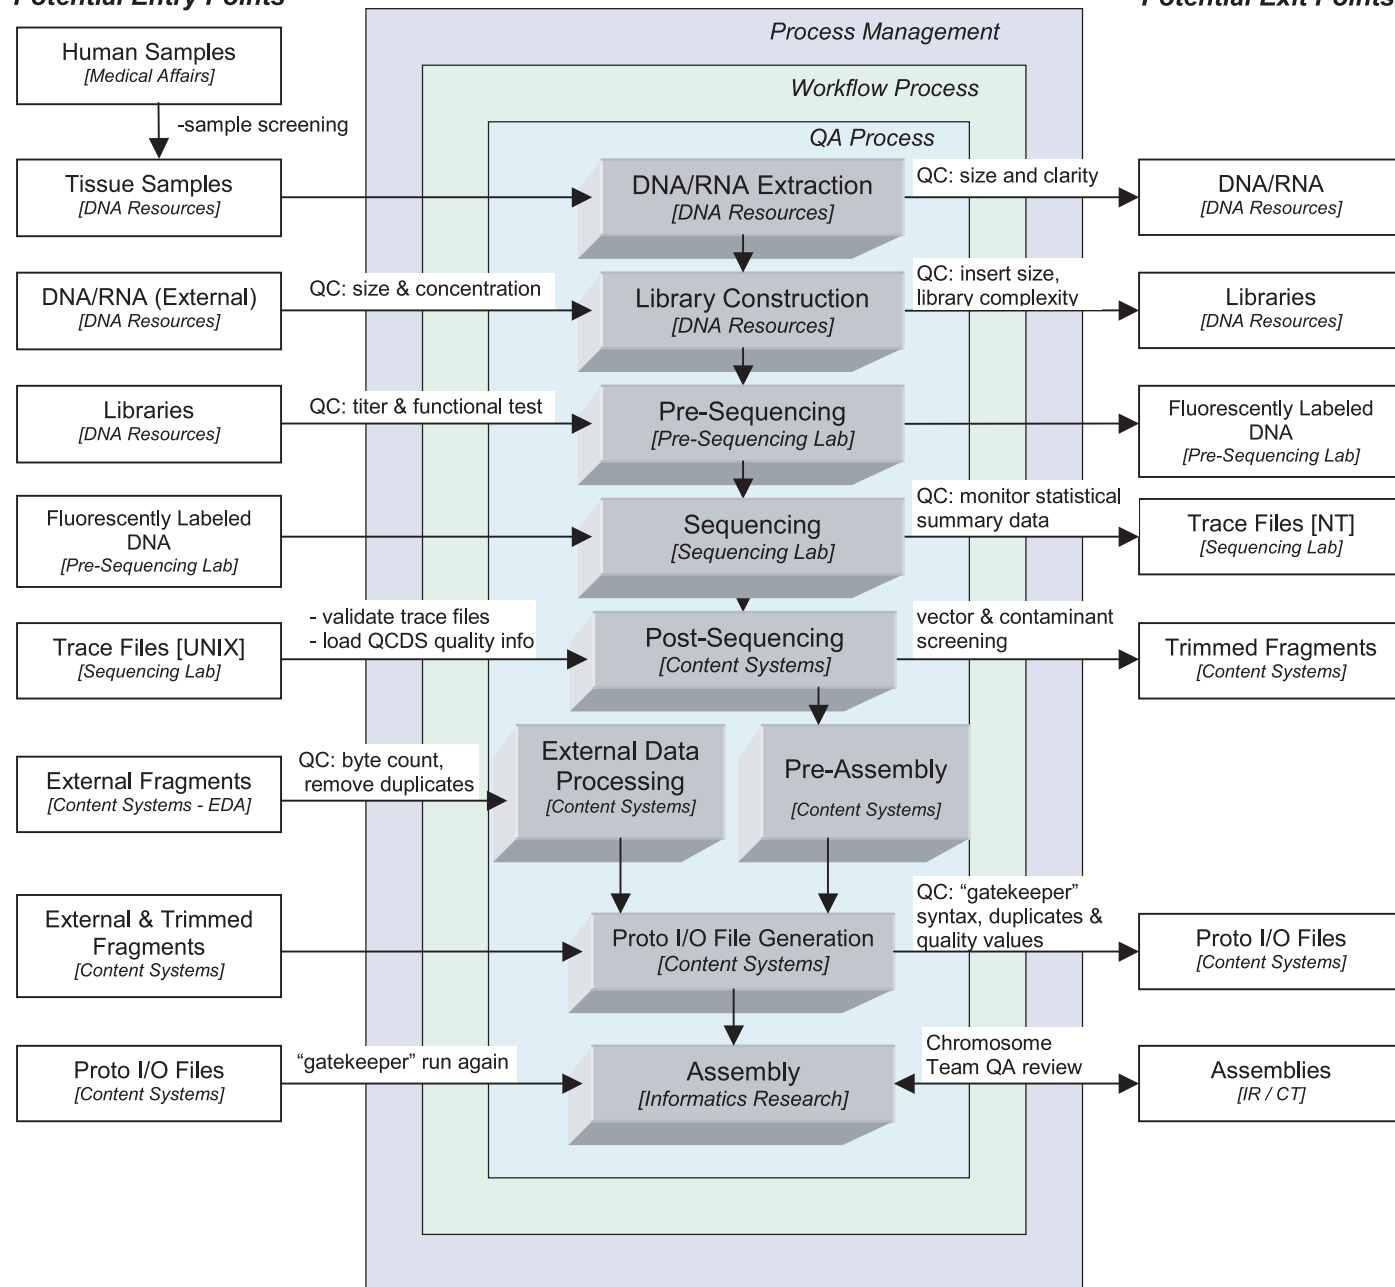 Potential Entry Points
Potential Exit Points
Process Management
Workflow Process
QA Process
Human Samples
[Medical Affairs]
-sample screening
Tissue Samples
[DNA Resources]
DNA/RNA Extraction
[DNA Resources]
QC: size and clarity
DNA/RNA
[DNA Resources]
DNA/RNA (External)
[DNA Resources]
QC: size & concentration
Library Construction
[DNA Resources]
QC: insert size,
library complexity
Libraries
[DNA Resources]
Libraries
[DNA Resources]
QC: titer & functional test
Pre-Sequencing
[Pre-Sequencing Lab]
Fluorescently Labeled
DNA
[Pre-Sequencing Lab]
Fluorescently Labeled
DNA
[Pre-Sequencing Lab]
Sequencing
[Sequencing Lab]
QC: monitor statistical
summary data
Trace Files [NT]
[Sequencing Lab]
Trace Files [UNIX]
[Sequencing Lab]
- validate trace files
- load QCDS quality info
Post-Sequencing
[Content Systems]
vector & contaminant
screening
Trimmed Fragments
[Content Systems]
External Fragments
[Content Systems - EDA]
QC: byte count,
remove duplicates
External Data
Processing
[Content Systems]
Pre-Assembly
[Content Systems]
External & Trimmed
Fragments
[Content Systems]
Proto I/O File Generation
[Content Systems]
QC: “gatekeeper”
syntax, duplicates &
quality values
Proto I/O Files
[Content Systems]
Proto I/O Files
[Content Systems]
“gatekeeper” run again
Assembly
[Informatics Research]
Chromosome
Team QA review
Assemblies
[IR / CT]